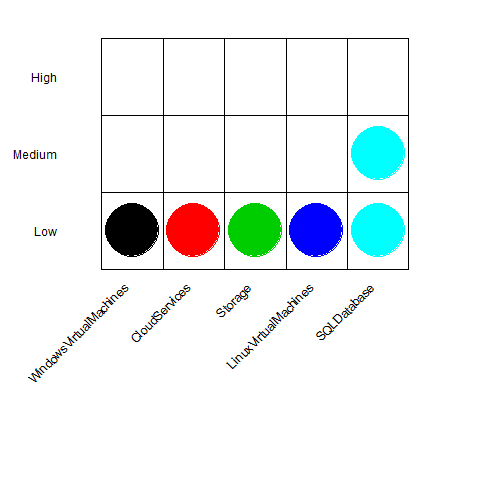 High
Medium
Low
WindowsVirtualMachines
CloudServices
Storage
LinuxVirtualMachines
SQLDatabase